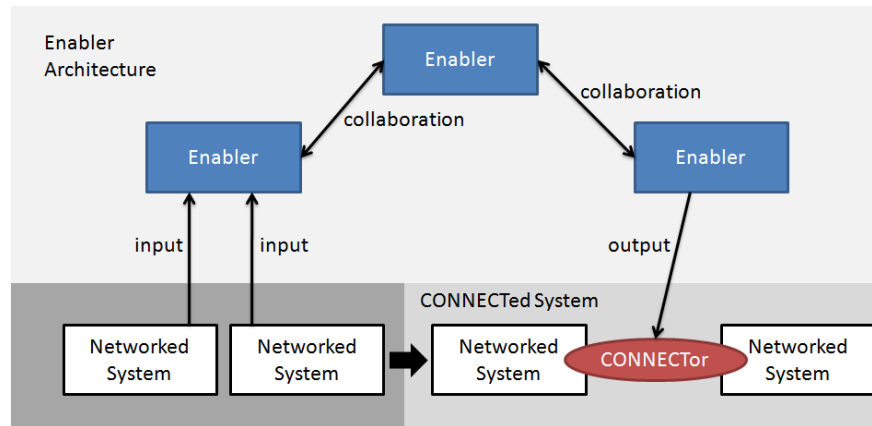 Enabler
Architecture
Enabler
collaboration
collaboration
Enabler
Enabler
input
input
output
CONNECTed System
Networked
System
Networked
System
Networked
System
CONNECTor
Networked
System